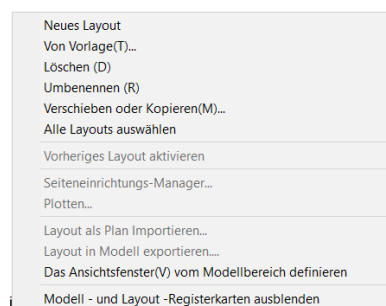 Neues Layout
Von Vorlage(T)...
Löschen (D)
Umbenennen (R)
Verschieben oder Kopieren(M)...
Alle Layouts auswählen
Vorheriges Layout aktivieren
Seiteneinrichtungs-Manager...
Plotten...
Layout als Plan Importieren...
Layout in Modell exportieren....
Das Ansichtsfenster(V) vom Modellbereich definieren
Modell - und Layout -Registerkarten ausblenden